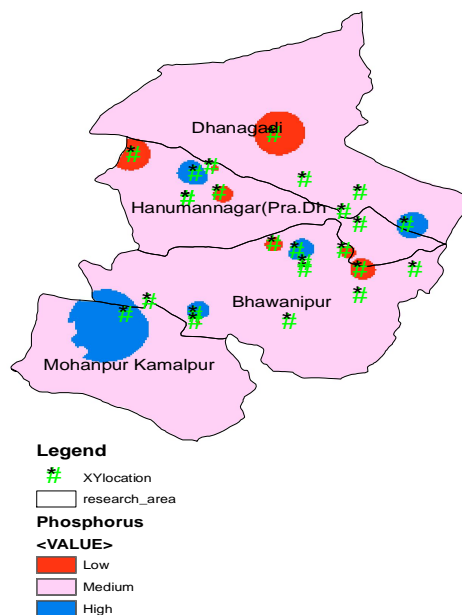 Dhanagadi
Hanumannagar(Pra.Dh
Bhawanipur
Mohanpur Kamalpur
Legend
*# XYlocation
research_area
Phosphorus
<VALUE>
Low
Medium
High